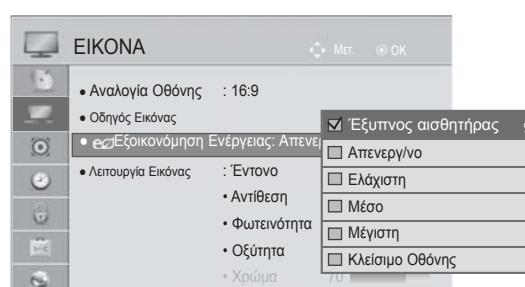 ΕΙΚΟΝΑ
Μετ. OK
• Αναλογία Οθόνης : 16:9
• Οδηγός Εικόνας
• Εξοικονόμηση Ενέργειας: Απενερ
• Λειτουργία Εικόνας : Έντονο
• Αντίθεση
• Φωτεινότητα
• Οξύτητα
• Χρώμα 70
Έξυπνος αισθητήρας
Απενεργ/νο
Ελάχιστη
Μέσο
Μέγιστη
Κλείσιμο Οθόνης